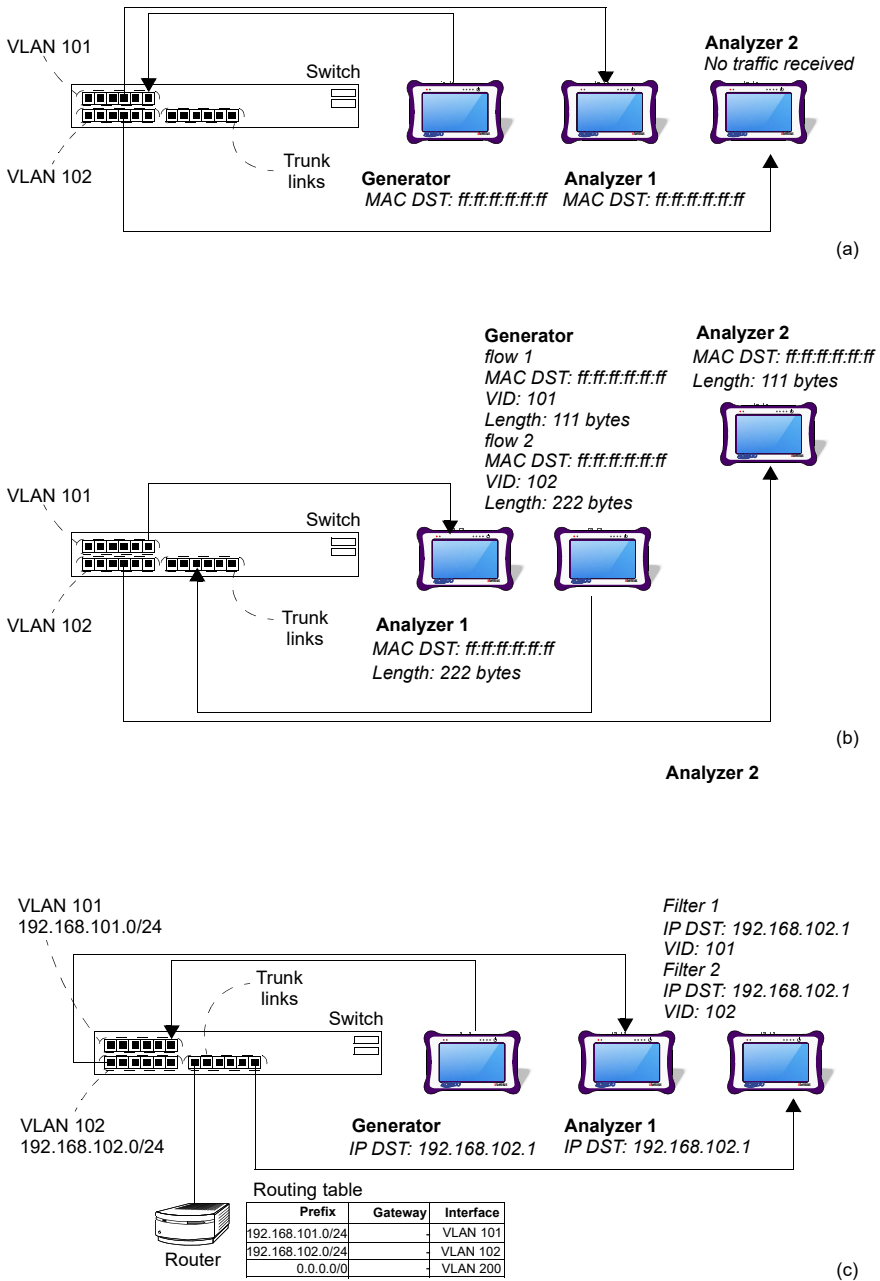 VLAN 101
Switch
Analyzer 2
No traffic received
VLAN 102
Trunk
links
Generator
MAC DST: ff:ff:ff:ff:ff:ff
Analyzer 1
MAC DST: ff:ff:ff:ff:ff:ff
(a)
Generator
flow 1
MAC DST: ff:ff:ff:ff:ff:ff
VID: 101
Length: 111 bytes
flow 2
MAC DST: ff:ff:ff:ff:ff:ff
VID: 102
Length: 222 bytes
Analyzer 2
MAC DST: ff:ff:ff:ff:ff:ff
Length: 111 bytes
VLAN 101
Switch
VLAN 102
Trunk
links
Analyzer 1
MAC DST: ff:ff:ff:ff:ff:ff
Length: 222 bytes
(b)
Analyzer 2
VLAN 101
192.168.101.0/24
Filter 1
IP DST: 192.168.102.1
VID: 101
Filter 2
IP DST: 192.168.102.1
VID: 102
Trunk
links
Switch
VLAN 102
192.168.102.0/24
Generator
IP DST: 192.168.102.1
Analyzer 1
IP DST: 192.168.102.1
Router
Routing table
Prefix Gateway Interface
192.168.101.0/24 - VLAN 101
192.168.102.0/24 - VLAN 102
0.0.0.0/0 - VLAN 200
(c)